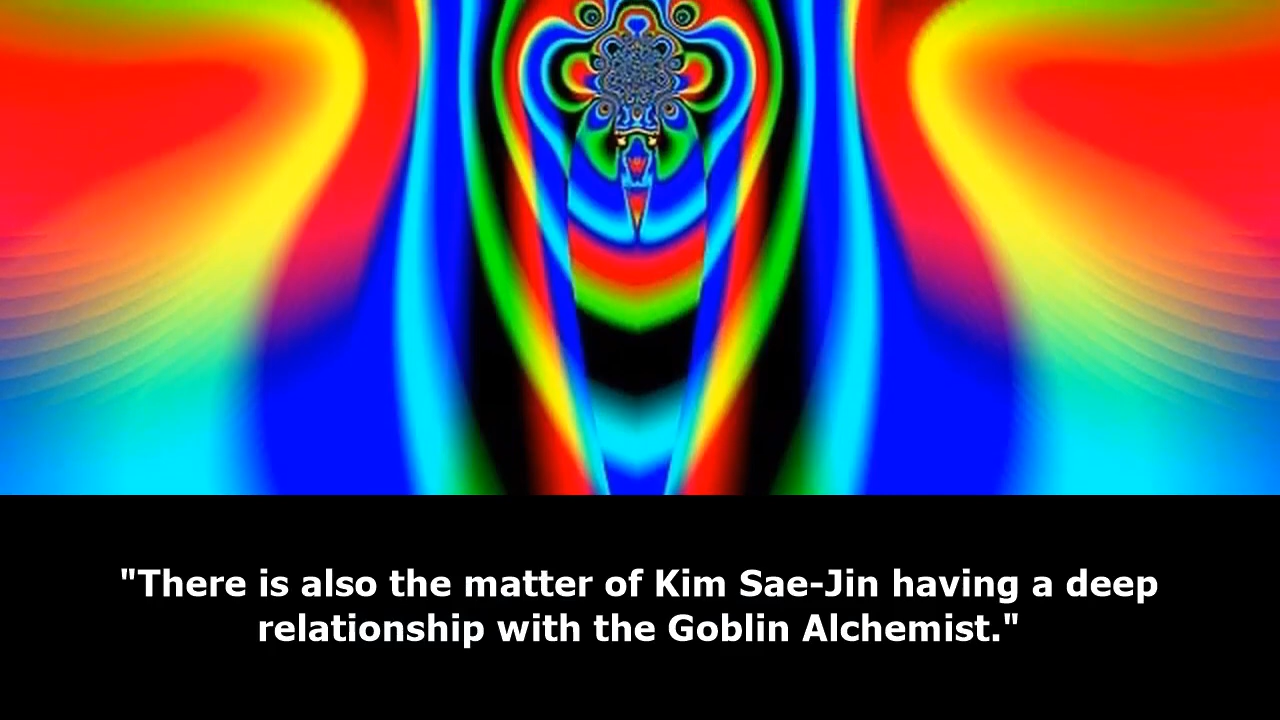 "There is also the matter of Kim Sae-Jin having a deep
relationship with the Goblin Alchemist."